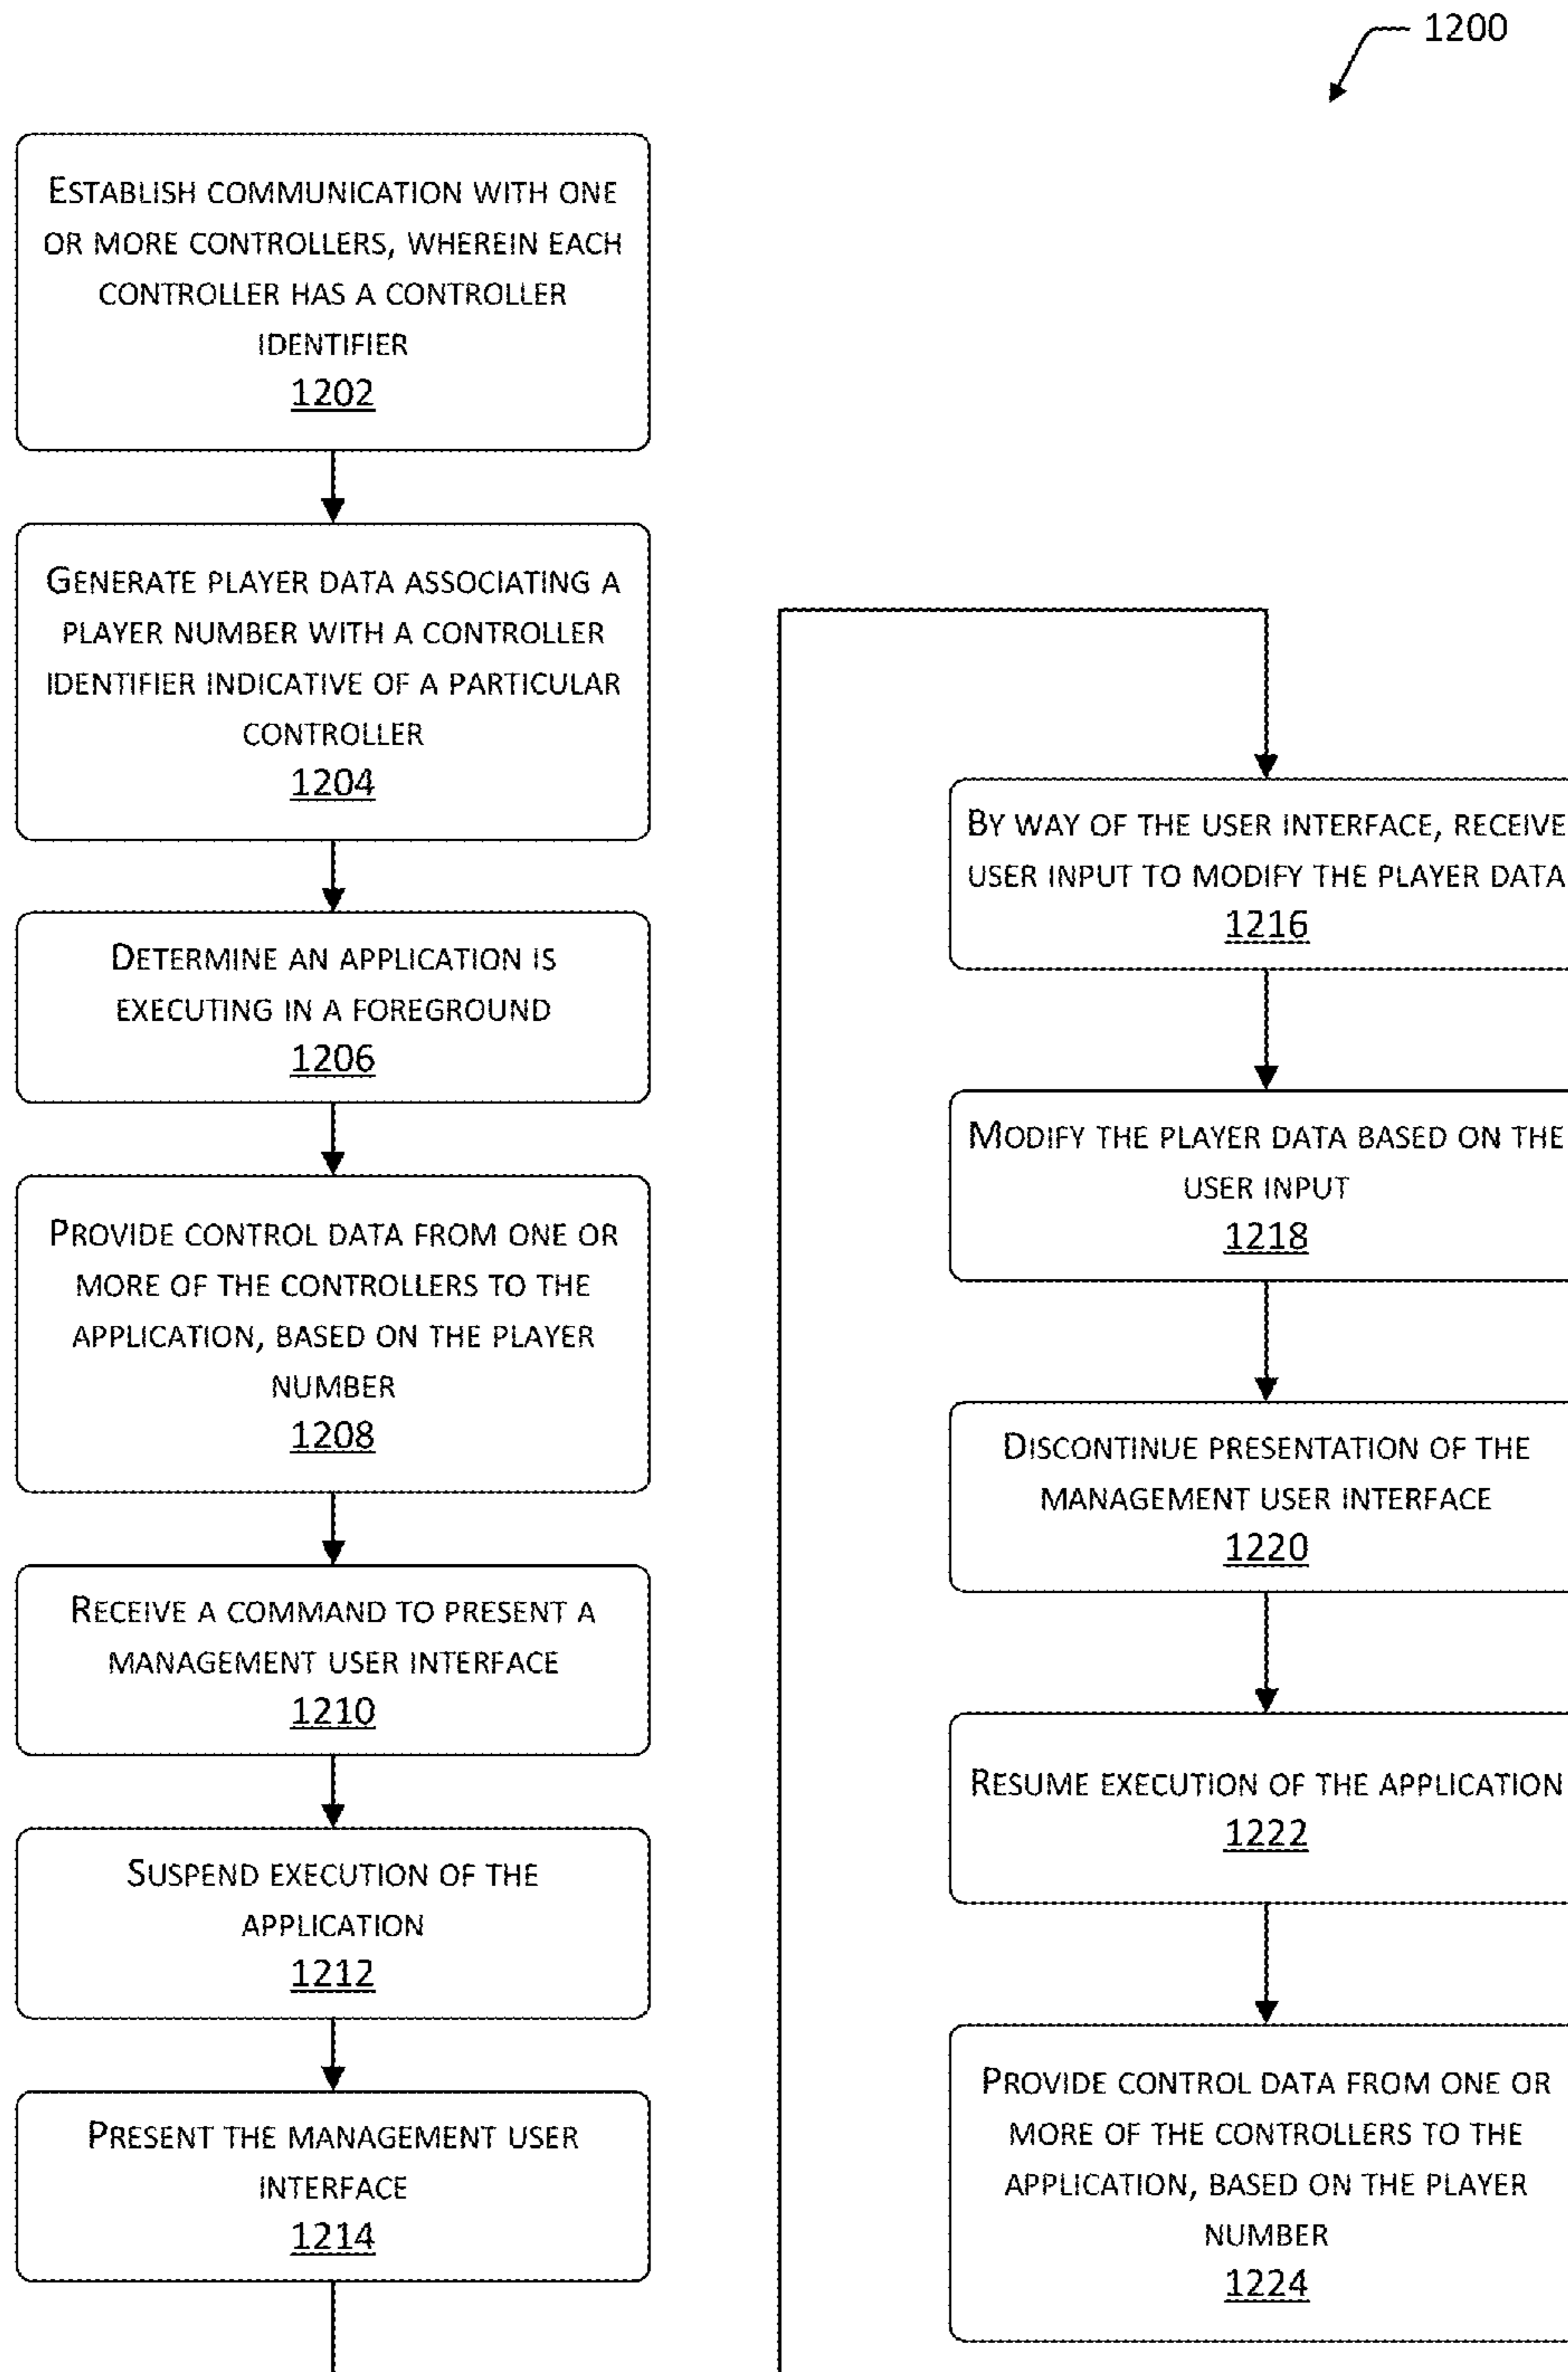 1200
ESTABLISH COMMUNICATION WITH ONE
OR MORE CONTROLLERS, WHEREIN EACH
CONTROLLER HAS A CONTROLLER
IDENTIFIER
1202
GENERATE PLAYER DATA ASSOCIATING A
PLAYER NUMBER WITH A CONTROLLER
IDENTIFIER INDICATIVE OF A PARTICULAR
CONTROLLER
1204
DETERMINE AN APPLICATION IS
EXECUTING IN A FOREGROUND
1206
PROVIDE CONTROL DATA FROM ONE OR
MORE OF THE CONTROLLERS TO THE
APPLICATION, BASED ON THE PLAYER
NUMBER
1208
RECEIVE A COMMAND TO PRESENT A
MANAGEMENT USER INTERFACE
1210
SUSPEND EXECUTION OF THE
APPLICATION
1212
PRESENT THE MANAGEMENT USER
INTERFACE
1214
BY WAY OF THE USER INTERFACE, RECEIVE
USER INPUT TO MODIFY THE PLAYER DATA
1216
MODIFY THE PLAYER DATA BASED ON THE
USER INPUT
1218
DISCONTINUE PRESENTATION OF THE
MANAGEMENT USER INTERFACE
1220
RESUME EXECUTION OF THE APPLICATION
1222
PROVIDE CONTROL DATA FROM ONE OR
MORE OF THE CONTROLLERS TO THE
APPLICATION, BASED ON THE PLAYER
NUMBER
1224